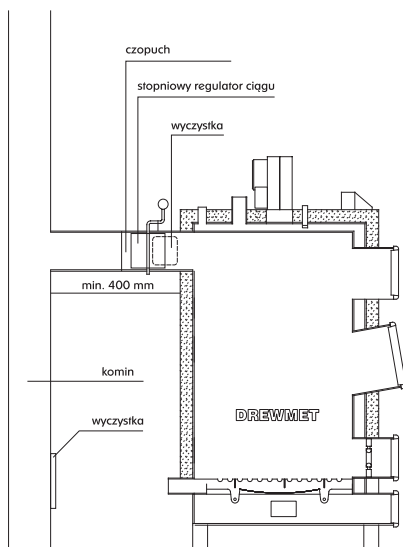 czopuch
stopniowy regulator ciągu
wyczystka
min. 400 mm
komin
wyczystka
DREWMET